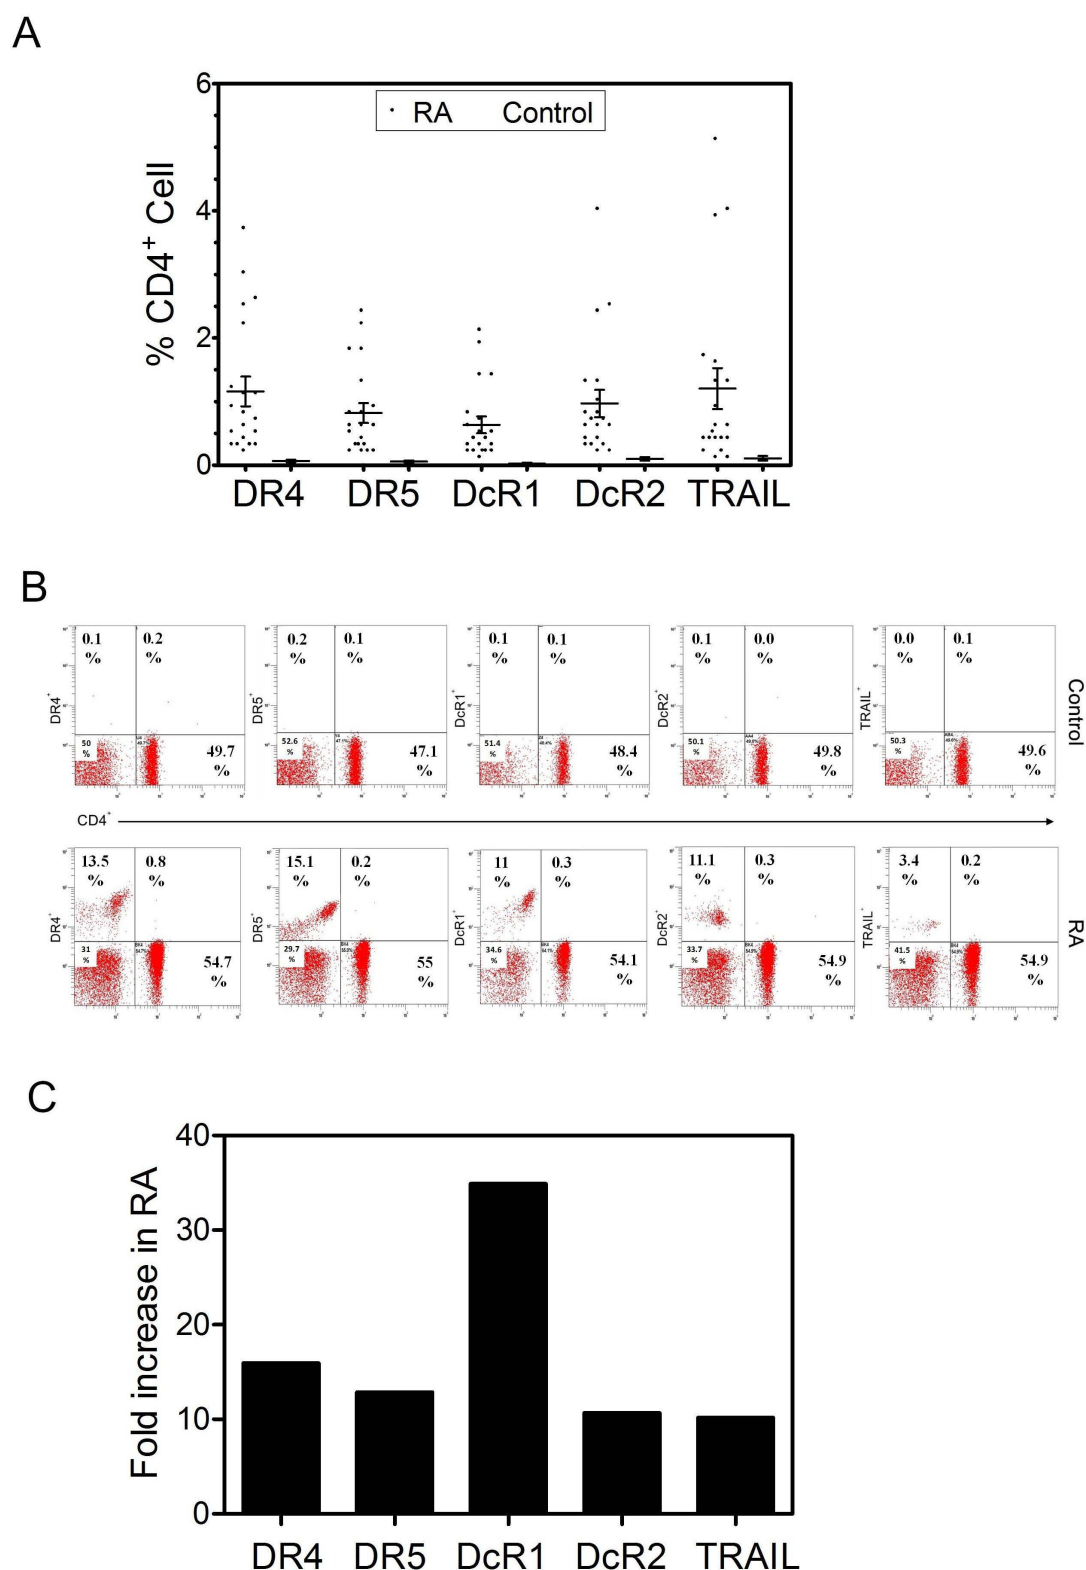 A
6
RA Control
4
2
0
% CD4+ Cell
DR4 DR5 DcR1 DcR2 TRAIL
B
0.1 % 0.2 % 0.2 % 0.1 % 0.1 % 0.1 % 0.1 % 0.0 % 0.0 % 0.1 %
DR4+ DR5+ DcR1+ DcR2+ TRAIL+
Control
50 % 49.7 % 52.6 % 47.1 % 51.4 % 48.4 % 50.1 % 49.8 % 50.3 % 49.6 %
CD4+
13.5 % 0.8 % 15.1 % 0.2 % 11 % 0.3 % 11.1 % 0.3 % 3.4 % 0.2 %
DR4+ DR5+ DcR1+ DcR2+ TRAIL+
RA
31 % 54.7 % 29.7 % 55 % 34.6 % 54.1 % 33.7 % 54.9 % 41.5 % 54.9 %
C
40
30
20
10
0
Fold increase in RA
DR4 DR5 DcR1 DcR2 TRAIL